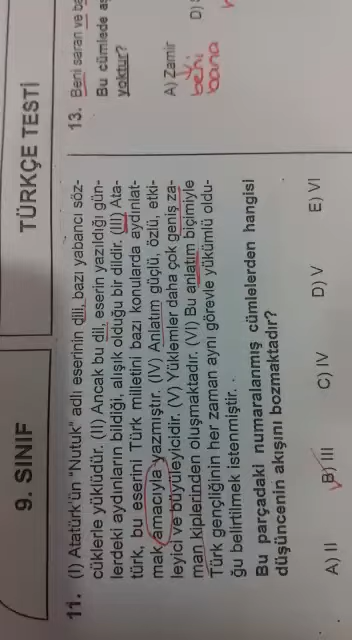 9. SINIF
TÜRKÇE TESTİ
11. (I) Atatürk'ün "Nutuk" adlı eserinin dili, bazı yabancı söz-
cüklerle yüklüdür. (II) Ancak bu dil, eserin yazıldığı gün-
lerdeki aydınların bildiği, alışık olduğu bir dildir. (III) Ata-
türk, bu eserini Türk milletini bazı konularda aydınlat-
mak amacıyla yazmıştır. (IV) Anlatım güçlü, özlü, etki-
leyici ve büyüleyicidir. (V) Yüklemler daha çok geniş za-
man kiplerinden oluşmaktadır. (VI) Bu anlatım biçimiyle
Türk gençliğinin her zaman aynı görevle yükümlü oldu-
ğu belirtilmek istenmiştir.
Bu parçadaki numaralanmış cümlelerden hangisi
düşüncenin akışını bozmaktadır?
A) II B) III C) IV D) V E) VI
13. Beni saran ve
Bu cümlede
yoktur?
A) Zamir D)
beni
bana